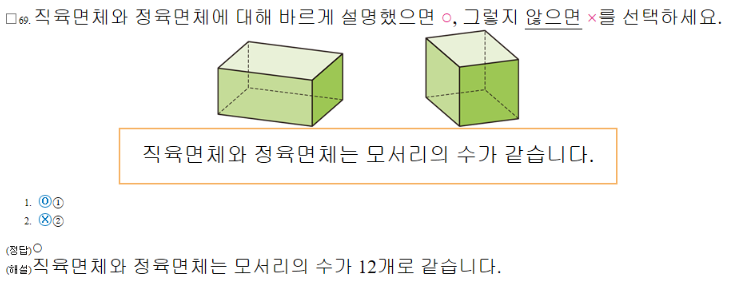 □69. 직육면체와 정육면체에 대해 바르게 설명했으면 ○, 그렇지 않으면 ×를 선택하세요.
직육면체와 정육면체는 모서리의 수가 같습니다.
1. Ⓞ①
2. ⓧ②
(정답)○
(해설)직육면체와 정육면체는 모서리의 수가 12개로 같습니다.